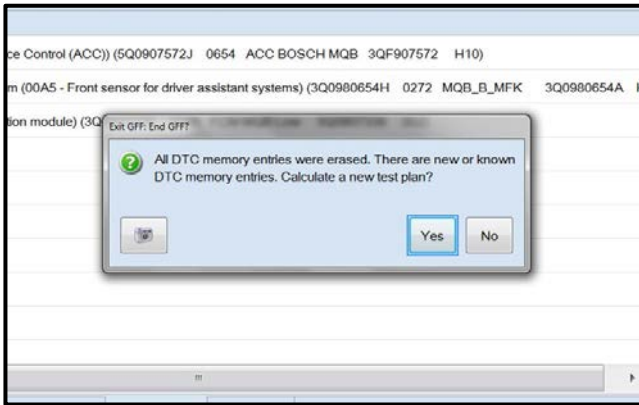 ce Control (ACC)) (5Q0907572J 0654 ACC BOSCH MQB 3QF907572 H10)
m (00A5 - Front sensor for driver assistant systems) (3Q0980654H 0272 MQB_B_MFK 3Q0980654A
tion module) (3Q
Exit GFF: End GFF?
All DTC memory entries were erased. There are new or known
DTC memory entries. Calculate a new test plan?
Yes No